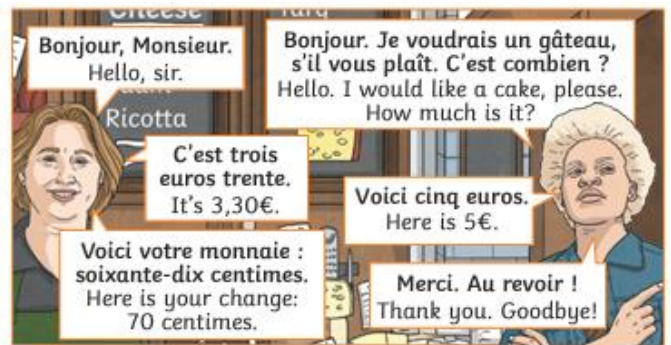 Cheese
Ricotta
Bonjour, Monsieur.
Hello, sir.
Bonjour. Je voudrais un gâteau,
s'il vous plaît. C'est combien ?
Hello. I would like a cake, please.
How much is it?
C'est trois
euros trente.
It's 3,30€.
Voici cinq euros.
Here is 5€.
Voici votre monnaie :
soixante-dix centimes.
Here is your change:
70 centimes.
Merci. Au revoir !
Thank you. Goodbye!